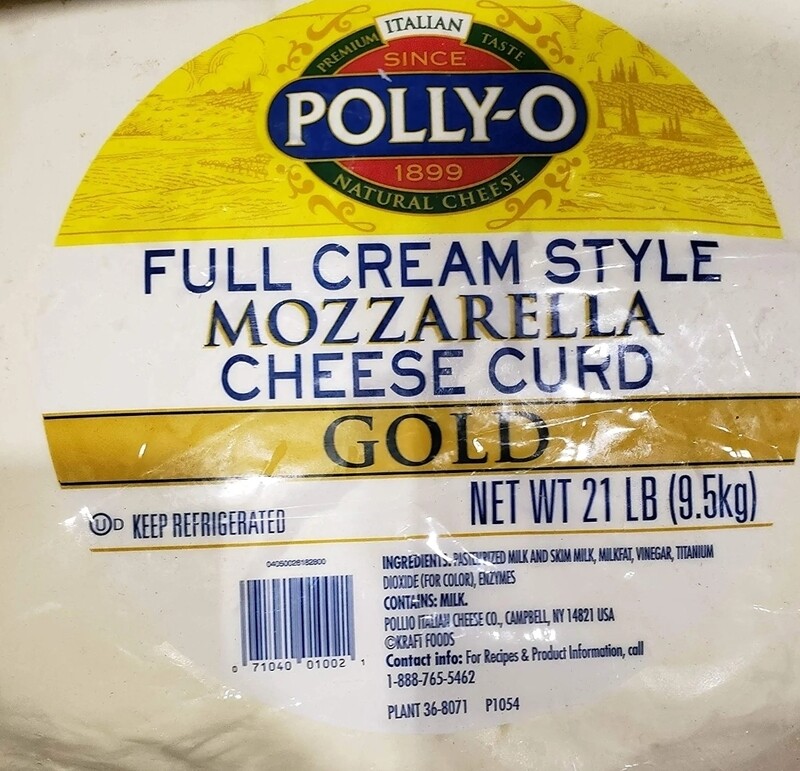 ITALIAN
PREMIUM TASTE
SINCE
POLLY-O
1899
NATURAL CHEESE
FULL CREAM STYLE
MOZZARELLA
CHEESE CURD
GOLD
NET WT 21 LB (9.5kg)
UD KEEP REFRIGERATED
04050026182800
0 71040 01002 1
INGREDIENTS: PASTEURIZED MILK AND SKIM MILK, MILKFAT, VINEGAR, TITANIUM
DIOXIDE (FOR COLOR), ENZYMES
CONTAINS: MILK.
POLLIO ITALIAN CHEESE CO., CAMPBELL, NY 14821 USA
©KRAFT FOODS
Contact info: For Recipes & Product Information, call
1-888-765-5462
PLANT 36-8071 P1054